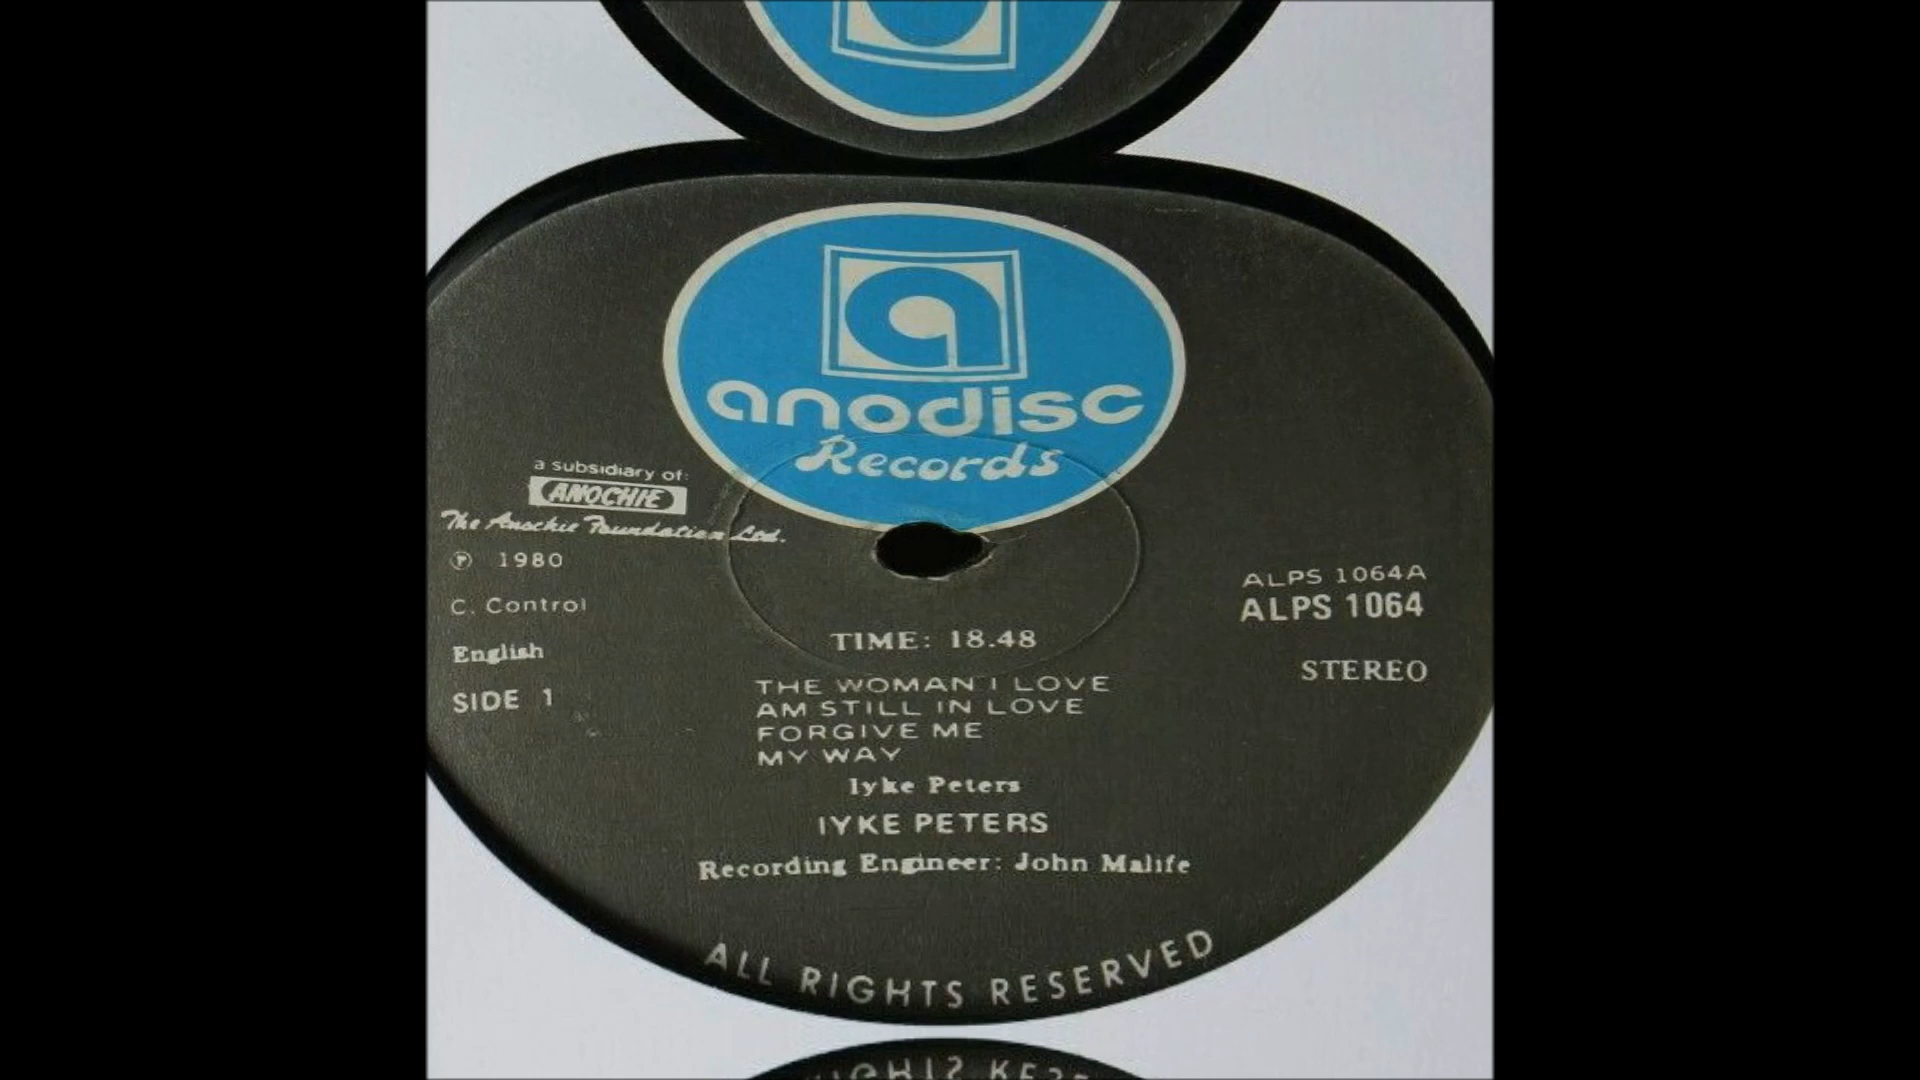 a
anodisc
Records
a subsidiary of:
ANOCHIE
The Anochie Foundation Ltd.
Ⓟ 1980
C. Control
English
SIDE 1
ALPS 1064A
ALPS 1064
STEREO
TIME: 18.48
THE WOMAN I LOVE
AM STILL IN LOVE
FORGIVE ME
MY WAY
Iyke Peters
IYKE PETERS
Recording Engineer: John Malife
ALL RIGHTS RESERVED